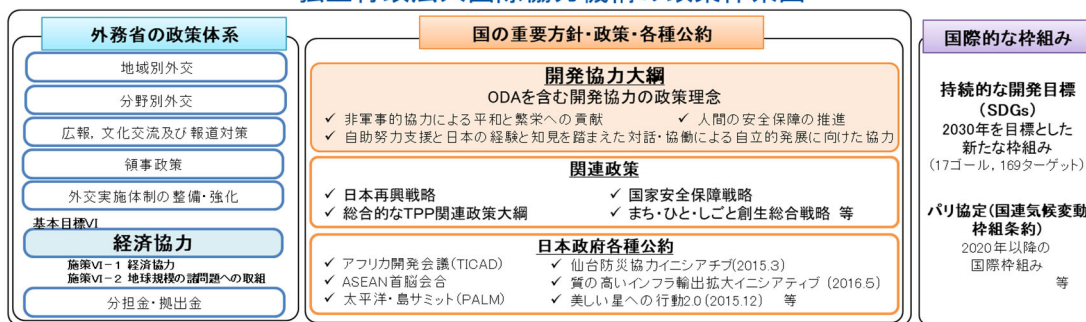 外務省の政策体系
地域別外交
分野別外交
広報，文化交流及び報道対策
領事政策
外交実施体制の整備・強化
基本目標Ⅵ
経済協力
施策Ⅵ－1 経済協力
施策Ⅵ－2 地球規模の諸問題への取組
分担金・拠出金
国の重要方針・政策・各種公約
開発協力大綱
ODAを含む開発協力の政策理念
✓ 非軍事的協力による平和と繁栄への貢献 ✓ 人間の安全保障の推進
✓ 自助努力支援と日本の経験と知見を踏まえた対話・協働による自立的発展に向けた協力
関連政策
✓ 日本再興戦略 ✓ 国家安全保障戦略
✓ 総合的なTPP関連政策大綱 ✓ まち・ひと・しごと創生総合戦略 等
日本政府各種公約
✓ アフリカ開発会議(TICAD) ✓ 仙台防災協力イニシアチブ(2015.3)
✓ ASEAN首脳会合 ✓ 質の高いインフラ輸出拡大イニシアティブ (2016.5)
✓ 太平洋・島サミット(PALM) ✓ 美しい星への行動2.0(2015.12) 等
国際的な枠組み
持続的な開発目標
(SDGs)
2030年を目標とした
新たな枠組み
(17ゴール，169ターゲット)
パリ協定(国連気候変動
枠組条約)
2020年以降の
国際枠組み
等